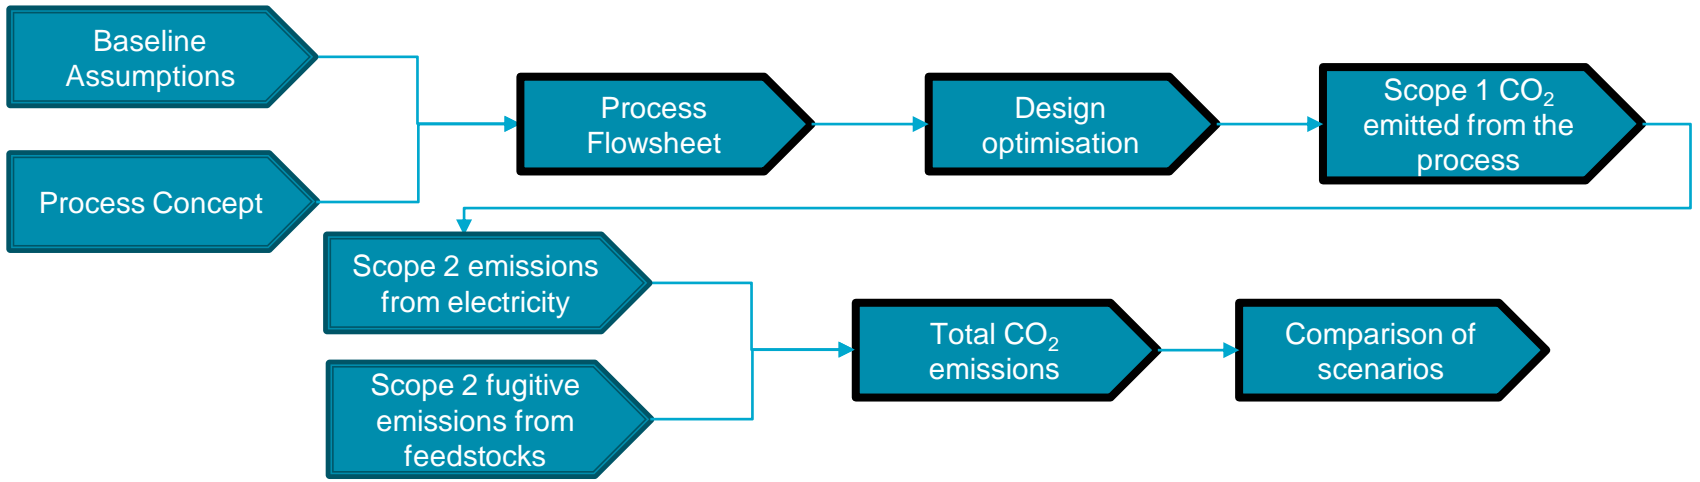 Baseline
Assumptions
Process Concept
Process
Flowsheet
Design
optimisation
Scope 1 CO₂
emitted from the
process
Scope 2 emissions
from electricity
Scope 2 fugitive
emissions from
feedstocks
Total CO₂
emissions
Comparison of
scenarios